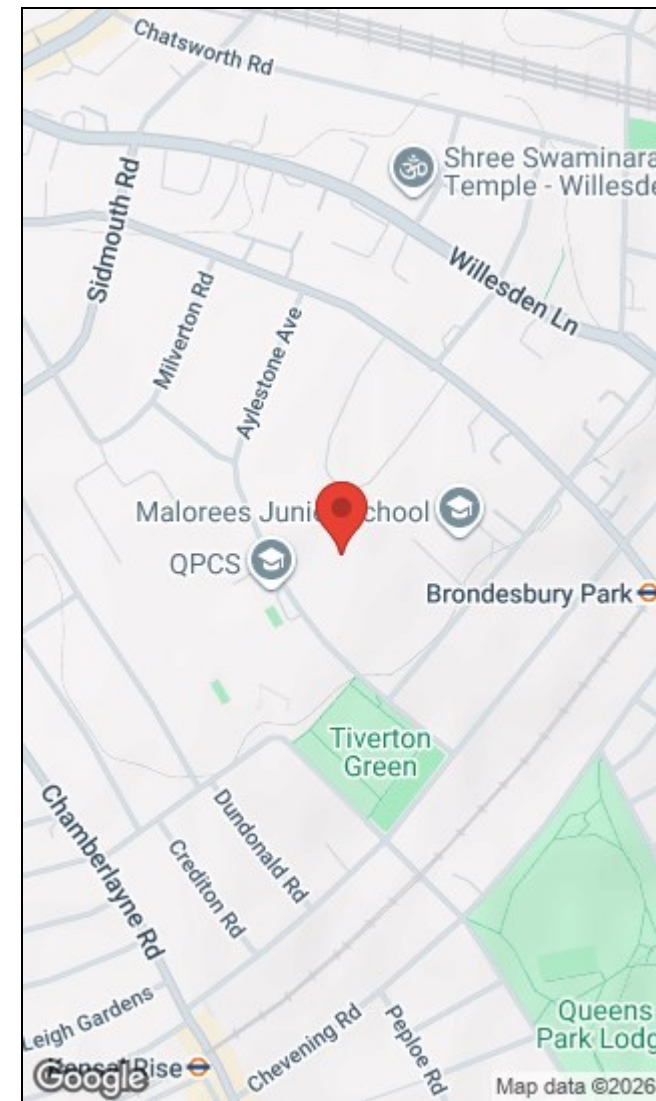 Chatsworth Rd
Shree Swaminara
Temple - Willesde
Sidmouth Rd
Willesden Ln
Milverton Rd
Aylestone Ave
Malorees Juni chool
QPCS
Brondesbury Park
Tiverton
Green
Dundonald Rd
Chamberlayne Rd
Crediton Rd
Leigh Gardens
Chevening Rd
Peploe Rd
Queens
Park Lodg
Kensal Rise
Google
Map data ©2026